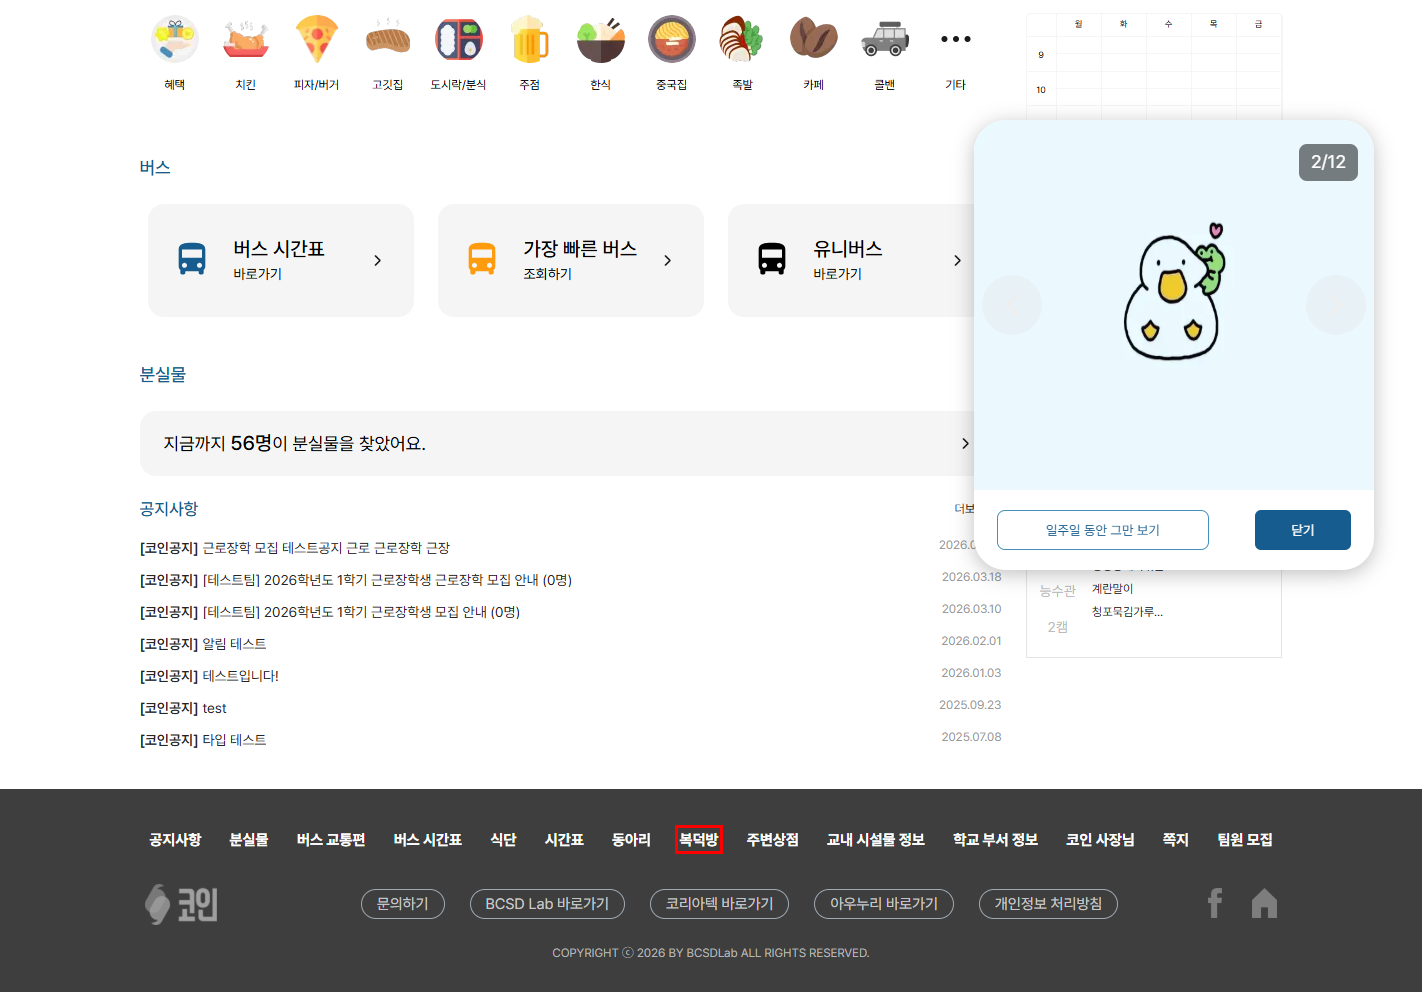 혜택
치킨
피자/버거
고깃집
도시락/분식
주점
한식
중국집
족발
카페
콜밴
기타
월 화 수 목 금
9
10
버스
버스 시간표
바로가기
가장 빠른 버스
조회하기
유니버스
바로가기
2/12
분실물
지금까지 56명이 분실물을 찾았어요.
일주일 동안 그만 보기
닫기
공지사항
더보
[코인공지] 근로장학 모집 테스트공지 근로 근로장학 근장
2026.0
[코인공지] [테스트팀] 2026학년도 1학기 근로장학생 근로장학 모집 안내 (0명)
2026.03.18
[코인공지] [테스트팀] 2026학년도 1학기 근로장학생 모집 안내 (0명)
2026.03.10
[코인공지] 알림 테스트
2026.02.01
[코인공지] 테스트입니다!
2026.01.03
[코인공지] test
2025.09.23
[코인공지] 타입 테스트
2025.07.08
능수관
2캠
계란말이
청포묵김가루...
공지사항 분실물 버스 교통편 버스 시간표 식단 시간표 동아리 복덕방 주변상점 교내 시설물 정보 학교 부서 정보 코인 사장님 쪽지 팀원 모집
코인
문의하기
BCSD Lab 바로가기
코리아텍 바로가기
아우누리 바로가기
개인정보 처리방침
COPYRIGHT ⓒ 2026 BY BCSDLab ALL RIGHTS RESERVED.